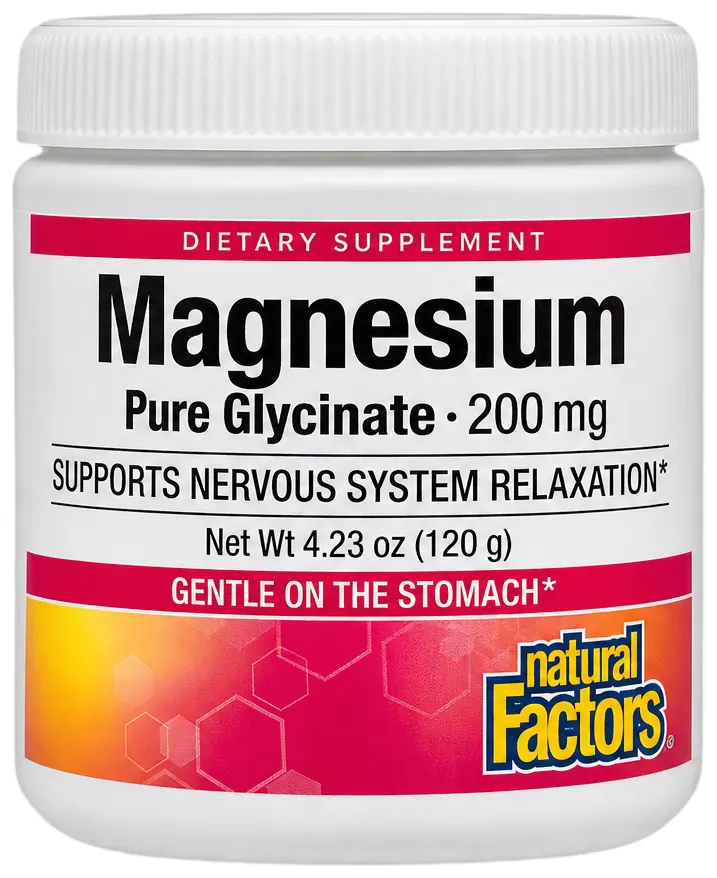 DIETARY SUPPLEMENT
Magnesium
Pure Glycinate · 200 mg
SUPPORTS NERVOUS SYSTEM RELAXATION*
Net Wt 4.23 oz (120 g)
GENTLE ON THE STOMACH*
natural
Factors®